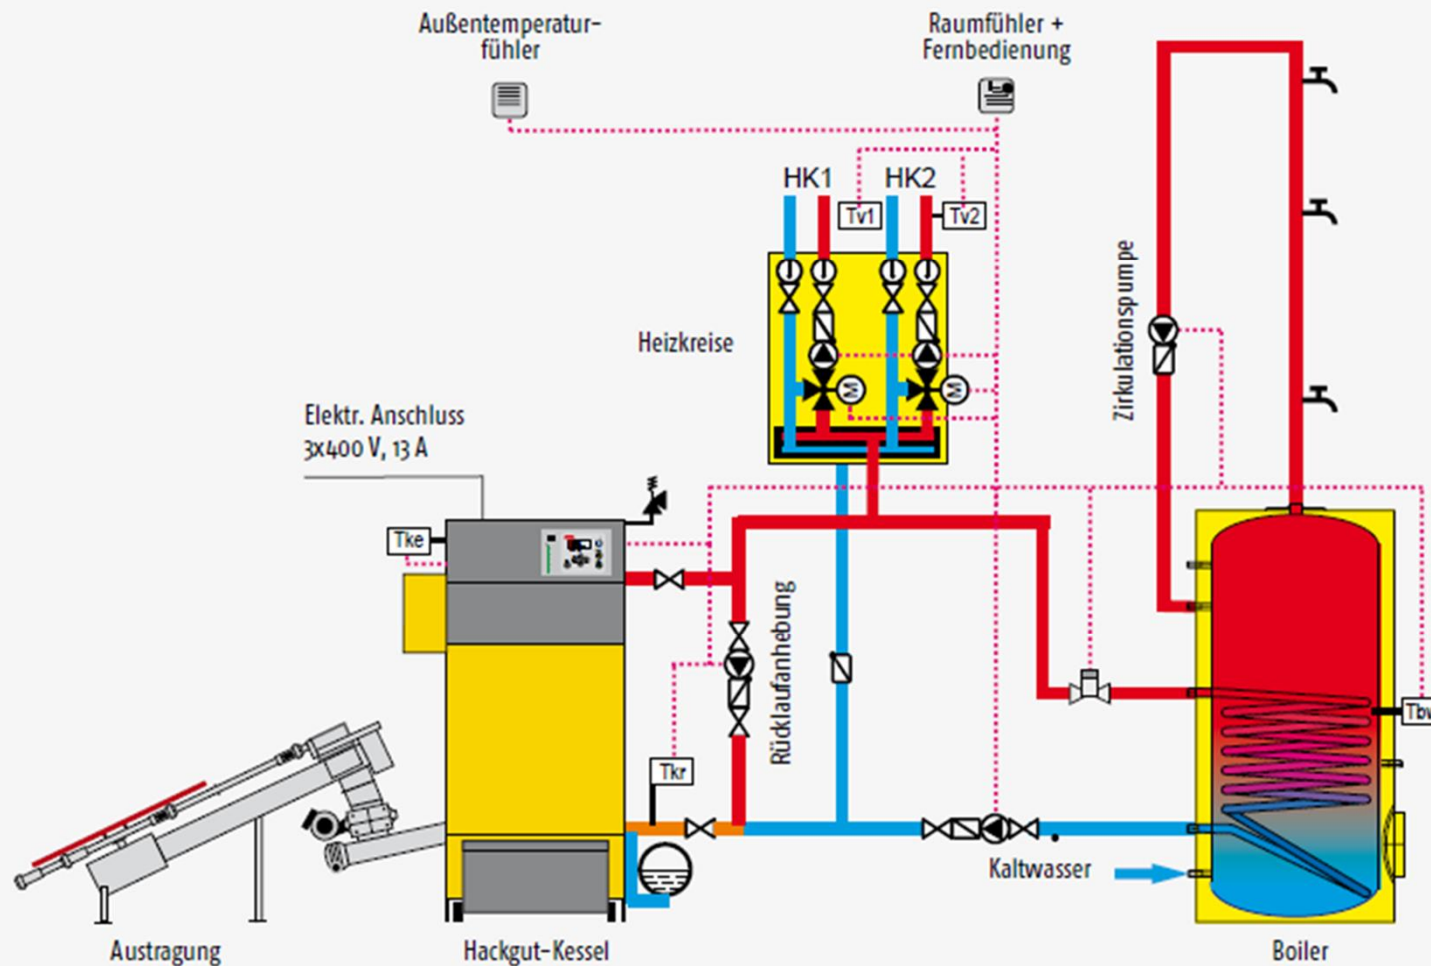 Außentemperatur-
fühler
Raumfühler +
Fernbedienung
HK1
HK2
Tv1
Tv2
Heizkreise
M
M
Zirkulationspumpe
Elektr. Anschluss
3x400 V, 13 A
Tke
Rücklaufanhebung
Tkr
Tbw
Kaltwasser
Austragung
Hackgut-Kessel
Boiler